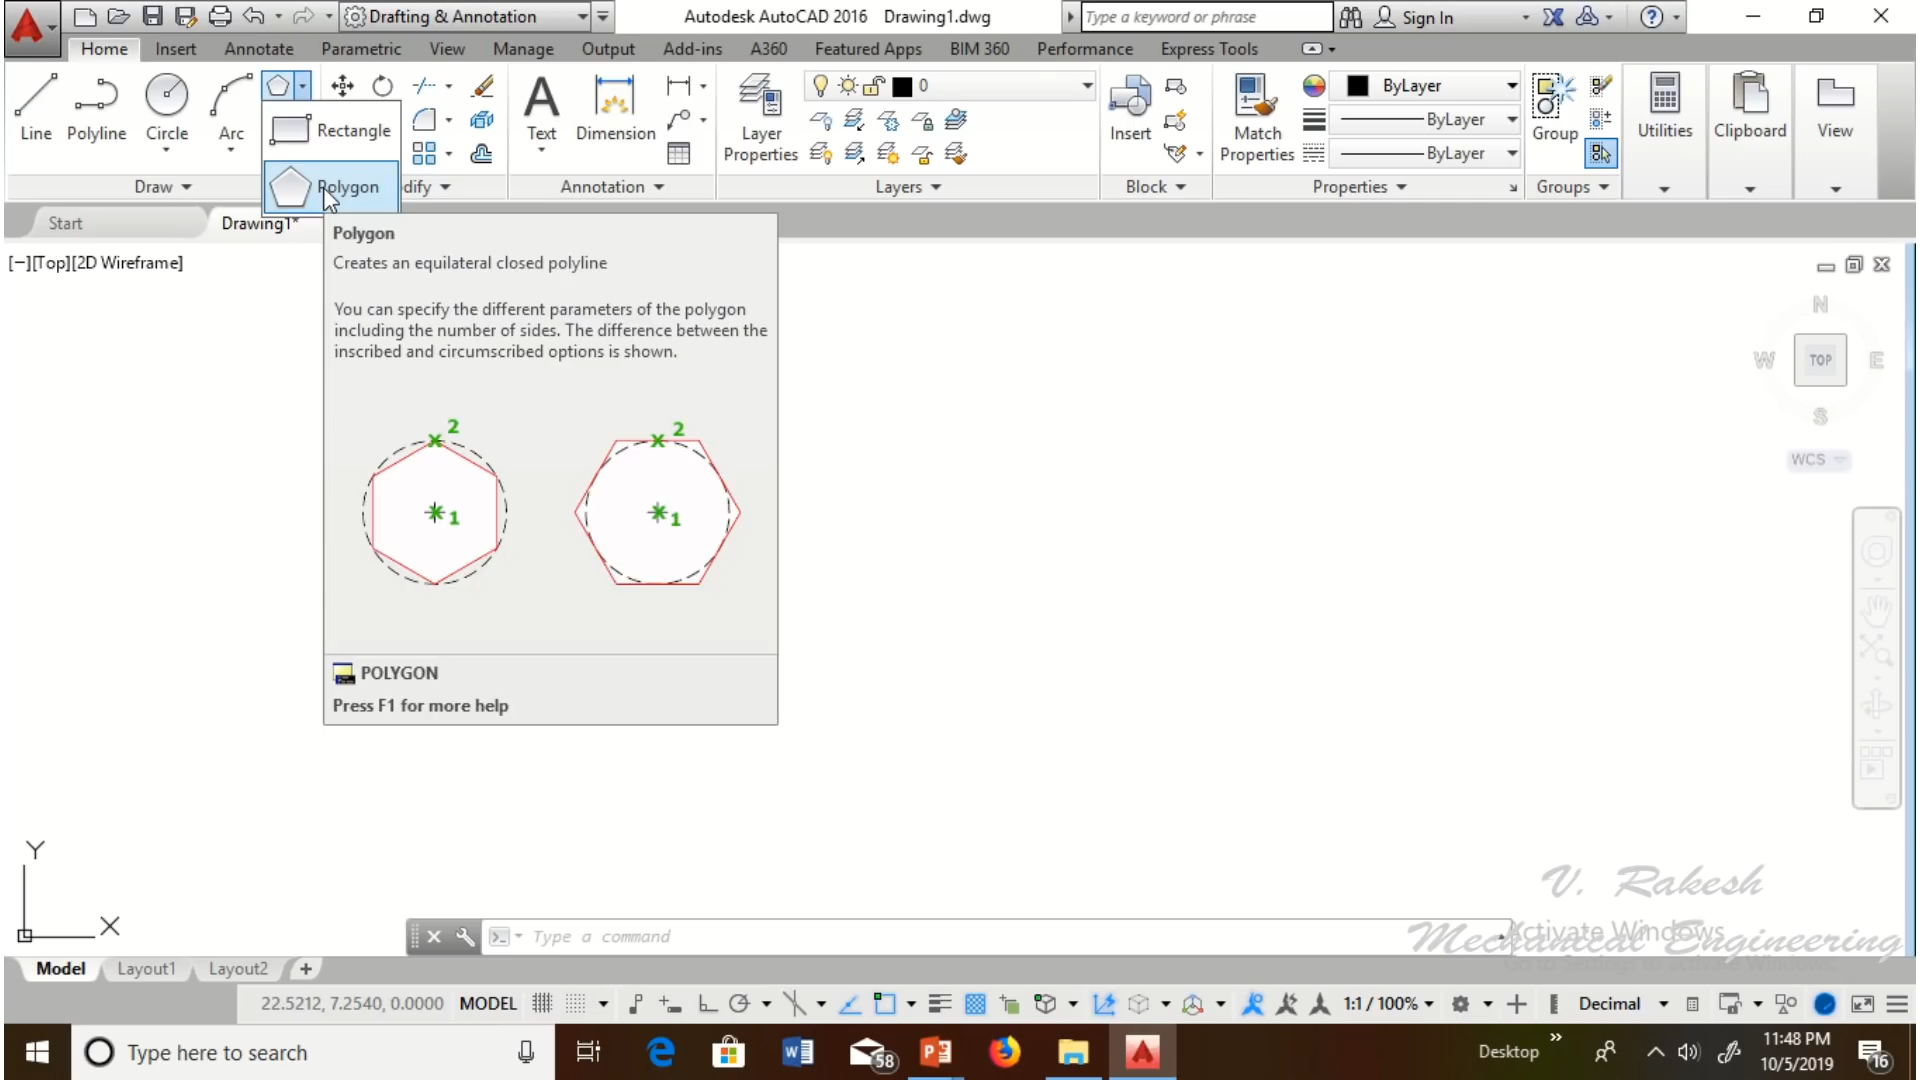 Drafting & Annotation
Autodesk AutoCAD 2016 Drawing1.dwg
Type a keyword or phrase
Sign In
Home Insert Annotate Parametric View Manage Output Add-ins A360 Featured Apps BIM 360 Performance Express Tools
Line Polyline Circle Arc
Rectangle
Polygon
Text Dimension
Layer
Properties
0
Insert
Match
Properties
ByLayer
ByLayer
ByLayer
Group
Utilities
Clipboard
View
Draw dify Annotation Layers Block Properties Groups
Start Drawing1*
[−][Top][2D Wireframe]
Polygon
Creates an equilateral closed polyline
You can specify the different parameters of the polygon
including the number of sides. The difference between the
inscribed and circumscribed options is shown.
2 2
1 1
POLYGON
Press F1 for more help
N
W TOP E
S
WCS
Y
X
Type a command
V. Rakesh
Mechanical Engineering
Activate Windows
Go to Settings to activate Windows.
Model Layout1 Layout2 +
22.5212, 7.2540, 0.0000 MODEL 1:1 / 100% Decimal
Type here to search
58
Desktop
11:48 PM
10/5/2019
16